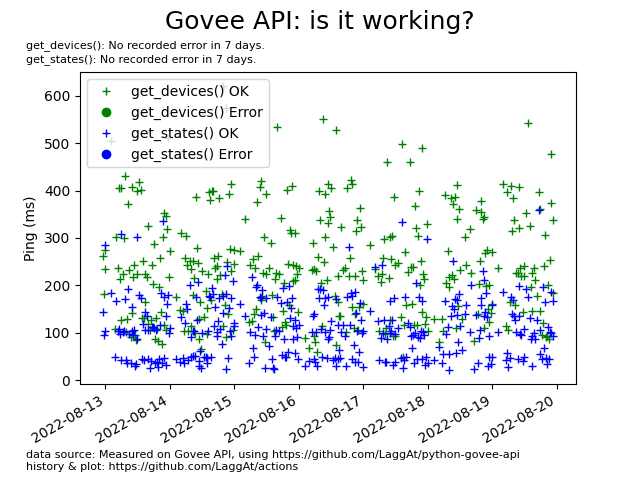 Govee API: is it working?
get_devices(): No recorded error in 7 days.
get_states(): No recorded error in 7 days.
get_devices() OK
get_devices() Error
get_states() OK
get_states() Error
Ping (ms)
600
500
400
300
200
100
0
2022-08-13
2022-08-14
2022-08-15
2022-08-16
2022-08-17
2022-08-18
2022-08-19
2022-08-20
data source: Measured on Govee API, using https://github.com/LaggAt/python-govee-api
history & plot: https://github.com/LaggAt/actions